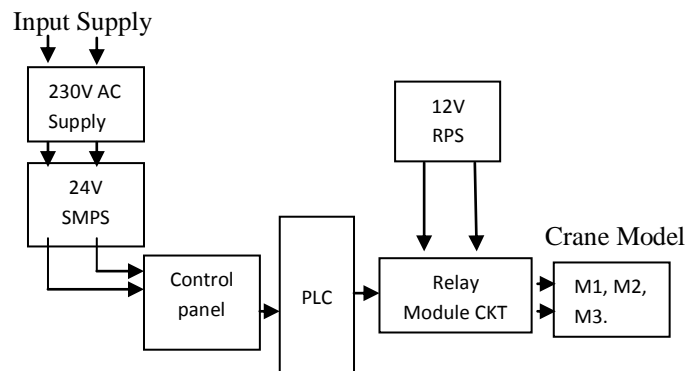 Input Supply
230V AC
Supply
24V
SMPS
Control
panel
PLC
12V
RPS
Relay
Module CKT
Crane Model
M1, M2,
M3.